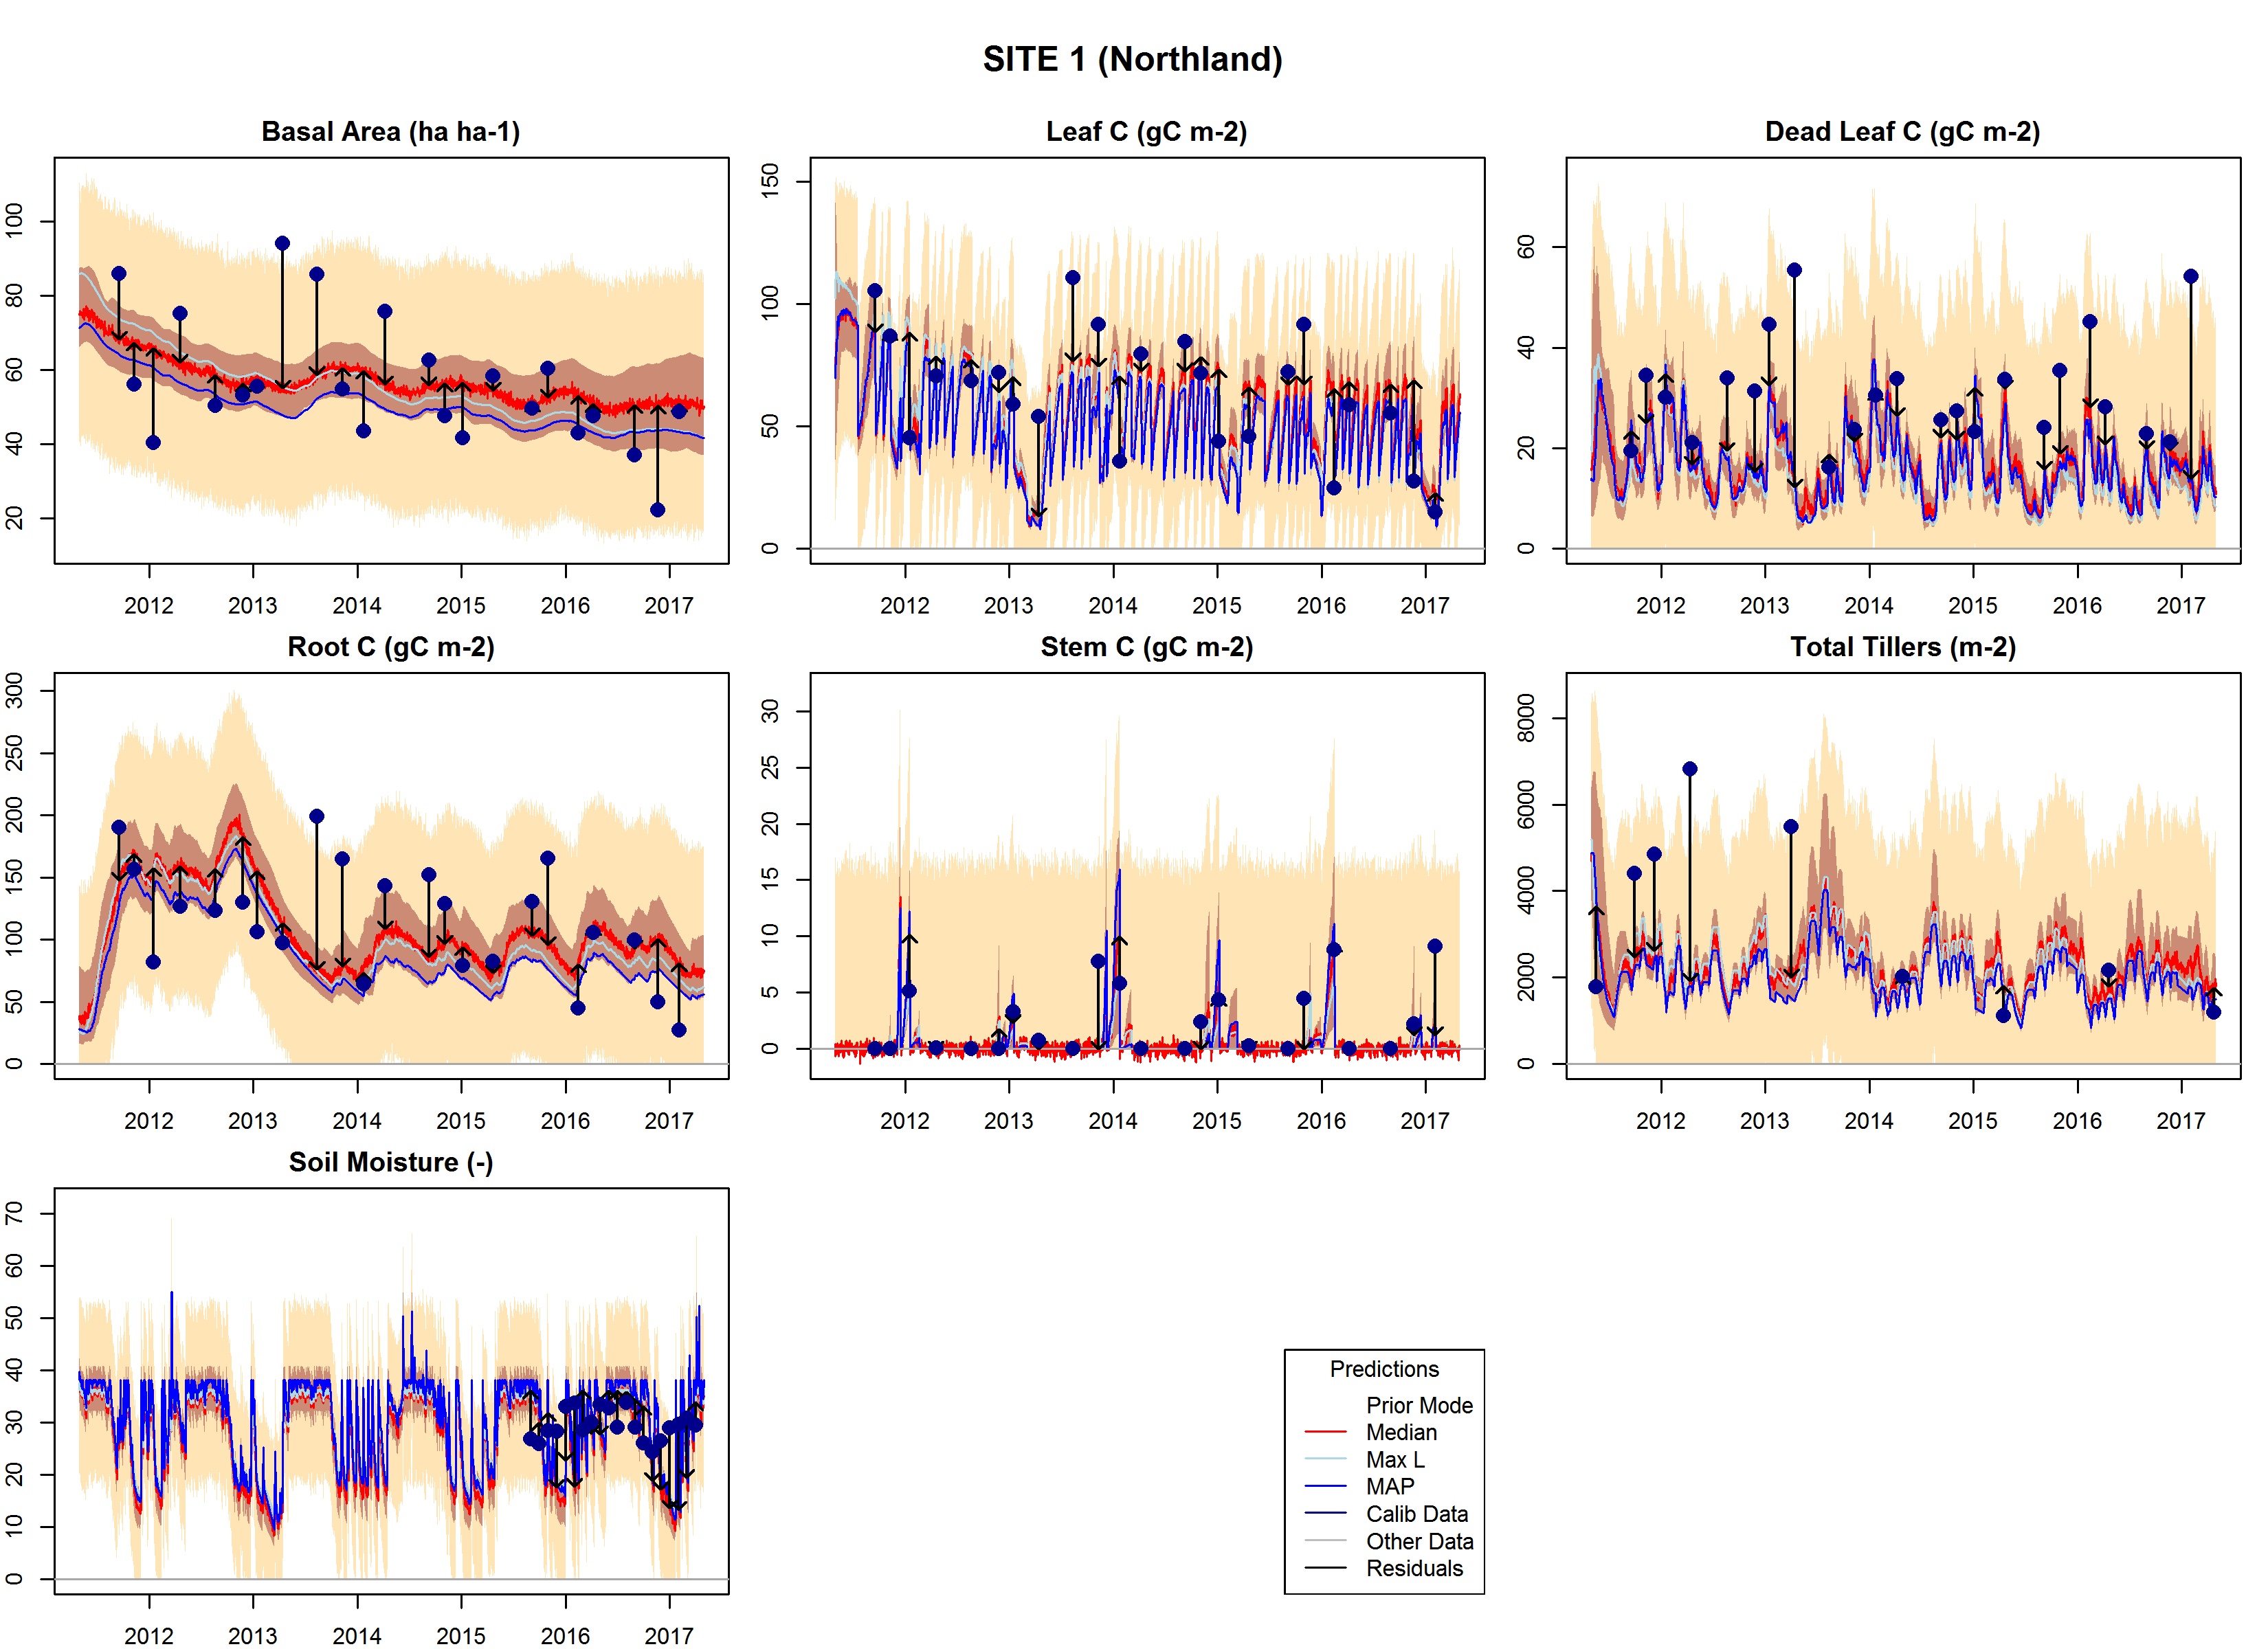 SITE 1 (Northland)
Basal Area (ha ha-1)
Leaf C (gC m-2)
Dead Leaf C (gC m-2)
100
80
60
40
20
2012 2013 2014 2015 2016 2017
150
100
50
0
2012 2013 2014 2015 2016 2017
60
40
20
0
2012 2013 2014 2015 2016 2017
Root C (gC m-2)
Stem C (gC m-2)
Total Tillers (m-2)
300
250
200
150
100
50
0
2012 2013 2014 2015 2016 2017
30
25
20
15
10
5
0
2012 2013 2014 2015 2016 2017
8000
6000
4000
2000
0
2012 2013 2014 2015 2016 2017
Soil Moisture (-)
70
60
50
40
30
20
10
0
2012 2013 2014 2015 2016 2017
Predictions
Prior Mode
Median
Max L
MAP
Calib Data
Other Data
Residuals